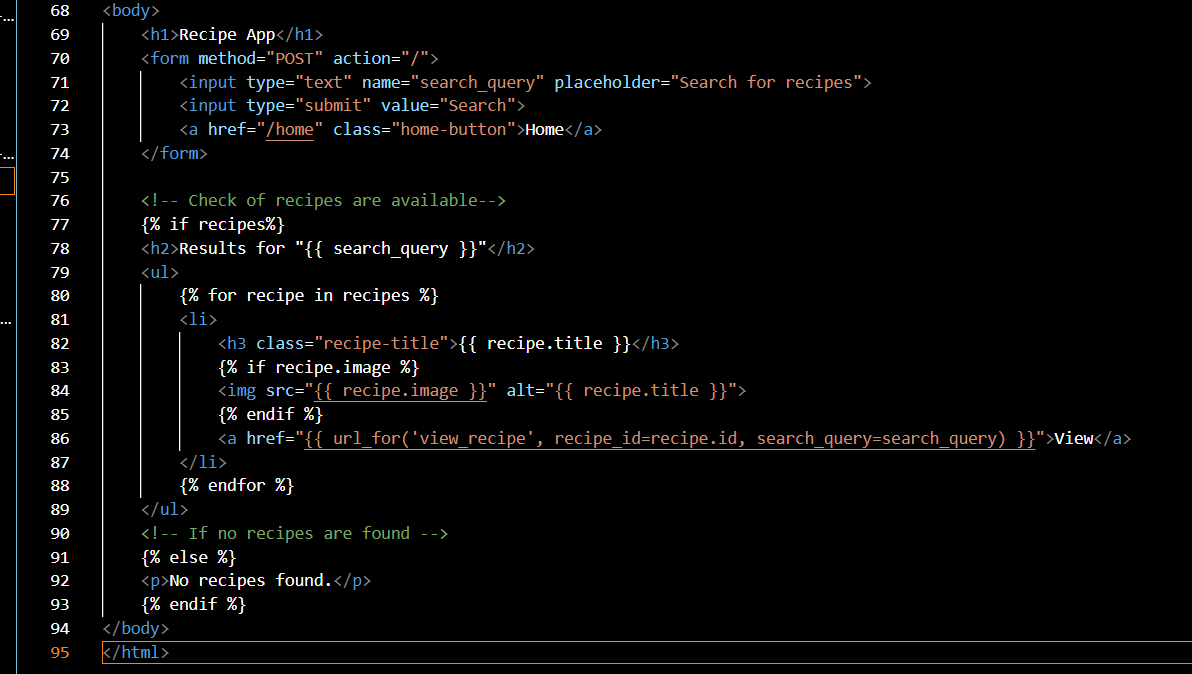 68 <body>
69 <h1>Recipe App</h1>
70 <form method="POST" action="/">
71 <input type="text" name="search_query" placeholder="Search for recipes">
72 <input type="submit" value="Search">
73 <a href="/home" class="home-button">Home</a>
74 </form>
75
76 <!-- Check of recipes are available-->
77 {% if recipes%}
78 <h2>Results for "{{ search_query }}"</h2>
79 <ul>
80 {% for recipe in recipes %}
81 <li>
82 <h3 class="recipe-title">{{ recipe.title }}</h3>
83 {% if recipe.image %}
84 <img src="{{ recipe.image }}" alt="{{ recipe.title }}">
85 {% endif %}
86 <a href="{{ url_for('view_recipe', recipe_id=recipe.id, search_query=search_query) }}">View</a>
87 </li>
88 {% endfor %}
89 </ul>
90 <!-- If no recipes are found -->
91 {% else %}
92 <p>No recipes found.</p>
93 {% endif %}
94 </body>
95 </html>